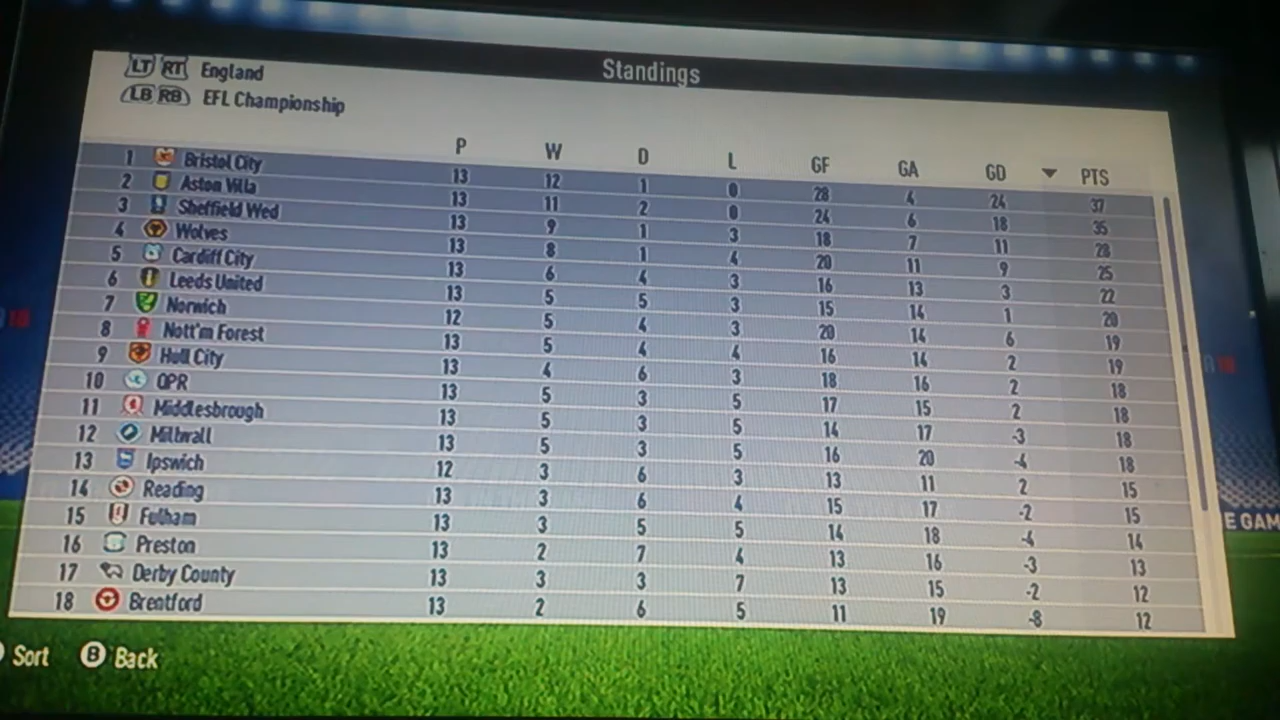 LT RT England
Standings
LB RB EFL Championship
P W D L GF GA GD PTS
1 Bristol City 13 12 1 0 28 4 24 37
2 Aston Villa 13 11 2 0 24 6 18 35
3 Sheffield Wed 13 9 1 3 18 7 11 28
4 Wolves 13 8 1 4 20 11 9 25
5 Cardiff City 13 6 4 3 16 13 3 22
6 Leeds United 13 5 5 3 15 14 1 20
7 Norwich 12 5 4 3 20 14 6 19
8 Nott'm Forest 13 5 4 4 16 14 2 19
9 Hull City 13 4 6 3 18 16 2 18
10 QPR 13 5 3 5 17 15 2 18
11 Middlesbrough 13 5 3 5 14 17 -3 18
12 Millwall 13 5 3 5 16 20 -4 18
13 Ipswich 12 3 6 3 13 11 2 15
14 Reading 13 3 6 4 15 17 -2 15
15 Fulham 13 3 5 5 14 18 -4 14
16 Preston 13 2 7 4 13 16 -3 13
17 Derby County 13 3 3 7 13 15 -2 12
18 Brentford 13 2 6 5 11 19 -8 12
Sort B Back
E GAM